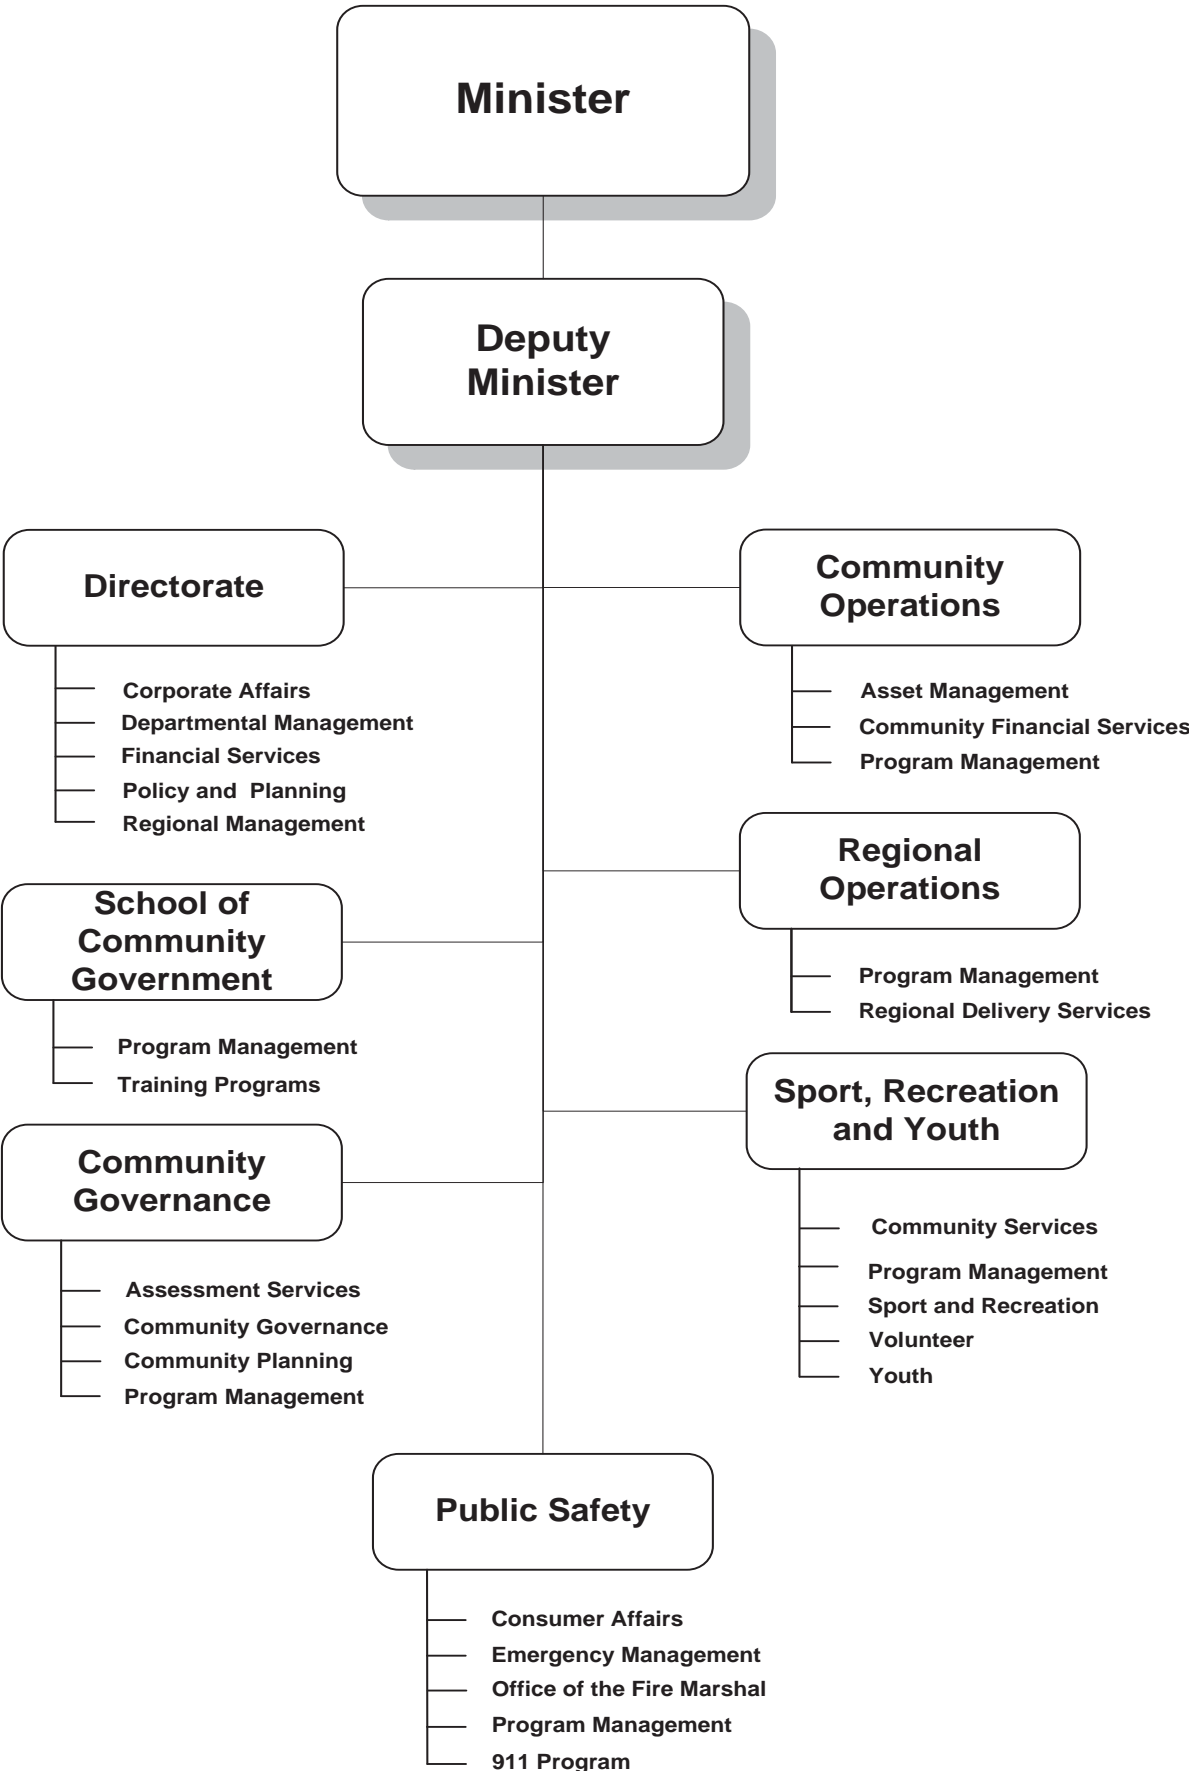 Minister
Deputy
Minister
Directorate
Corporate Affairs
Departmental Management
Financial Services
Policy and Planning
Regional Management
Community
Operations
Asset Management
Community Financial Services
Program Management
School of
Community
Government
Program Management
Training Programs
Regional
Operations
Program Management
Regional Delivery Services
Community
Governance
Assessment Services
Community Governance
Community Planning
Program Management
Sport, Recreation
and Youth
Community Services
Program Management
Sport and Recreation
Volunteer
Youth
Public Safety
Consumer Affairs
Emergency Management
Office of the Fire Marshal
Program Management
911 Program